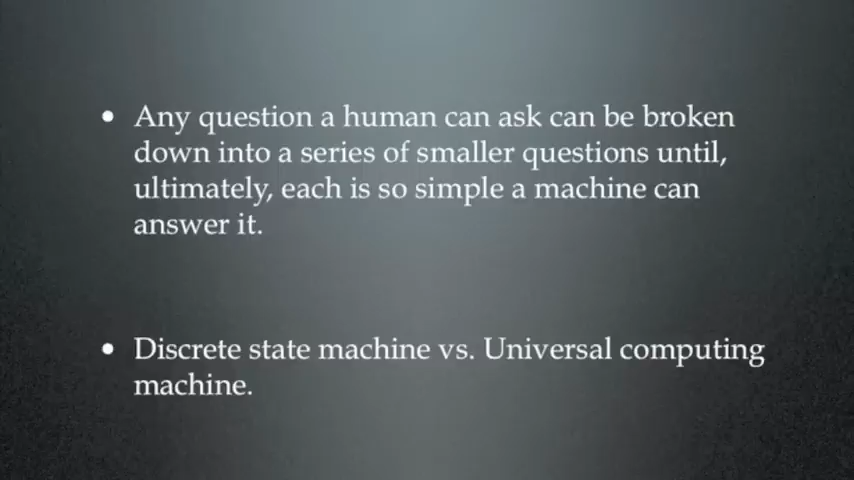 • Any question a human can ask can be broken
down into a series of smaller questions until,
ultimately, each is so simple a machine can
answer it.
• Discrete state machine vs. Universal computing
machine.